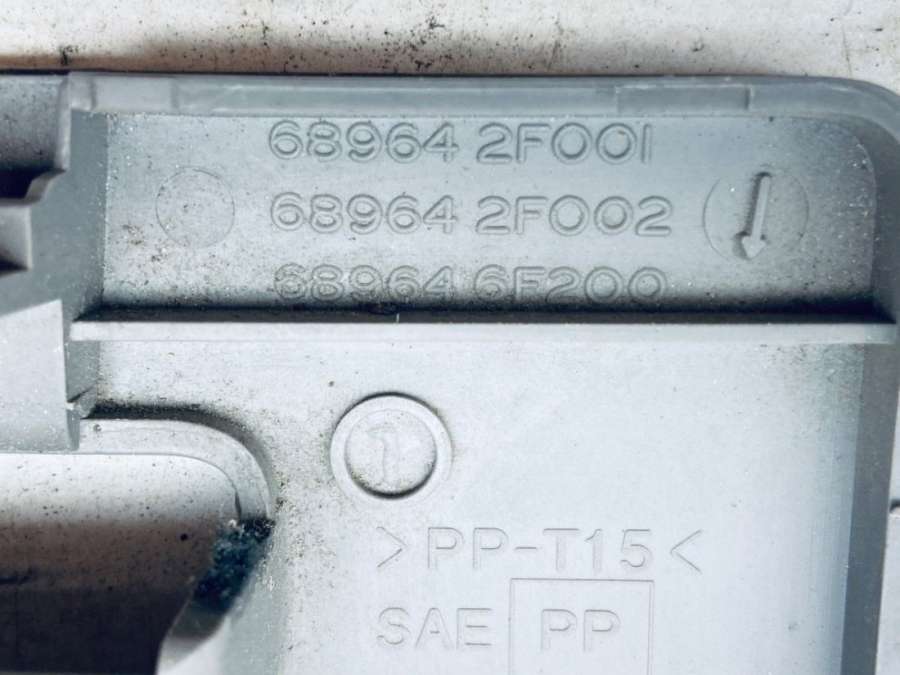 68964 2F001
68964 2F002
68964 6F200
>PP-T15<
SAE PP